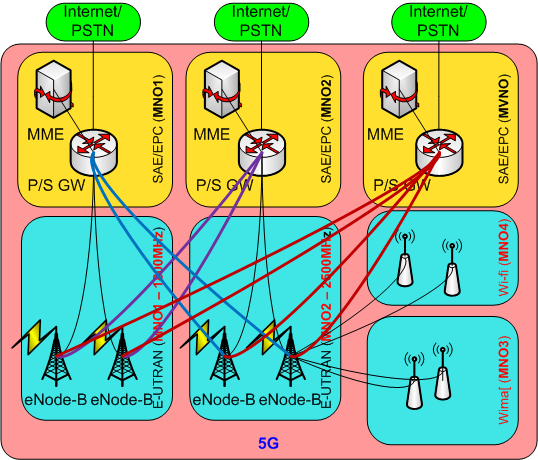 Internet/
PSTN
Internet/
PSTN
Internet/
PSTN
MME
P/S GW
SAE/EPC (MNO1)
MME
P/S GW
SAE/EPC (MNO2)
MME
P/S GW
SAE/EPC (MVNO)
eNode-B
eNode-B
E-UTRAN (MNO1 – 1800MHz)
eNode-B
eNode-B
E-UTRAN (MNO2 – 2600MHz)
Wi-fi (MNO4)
Wima[ (MNO3)
5G